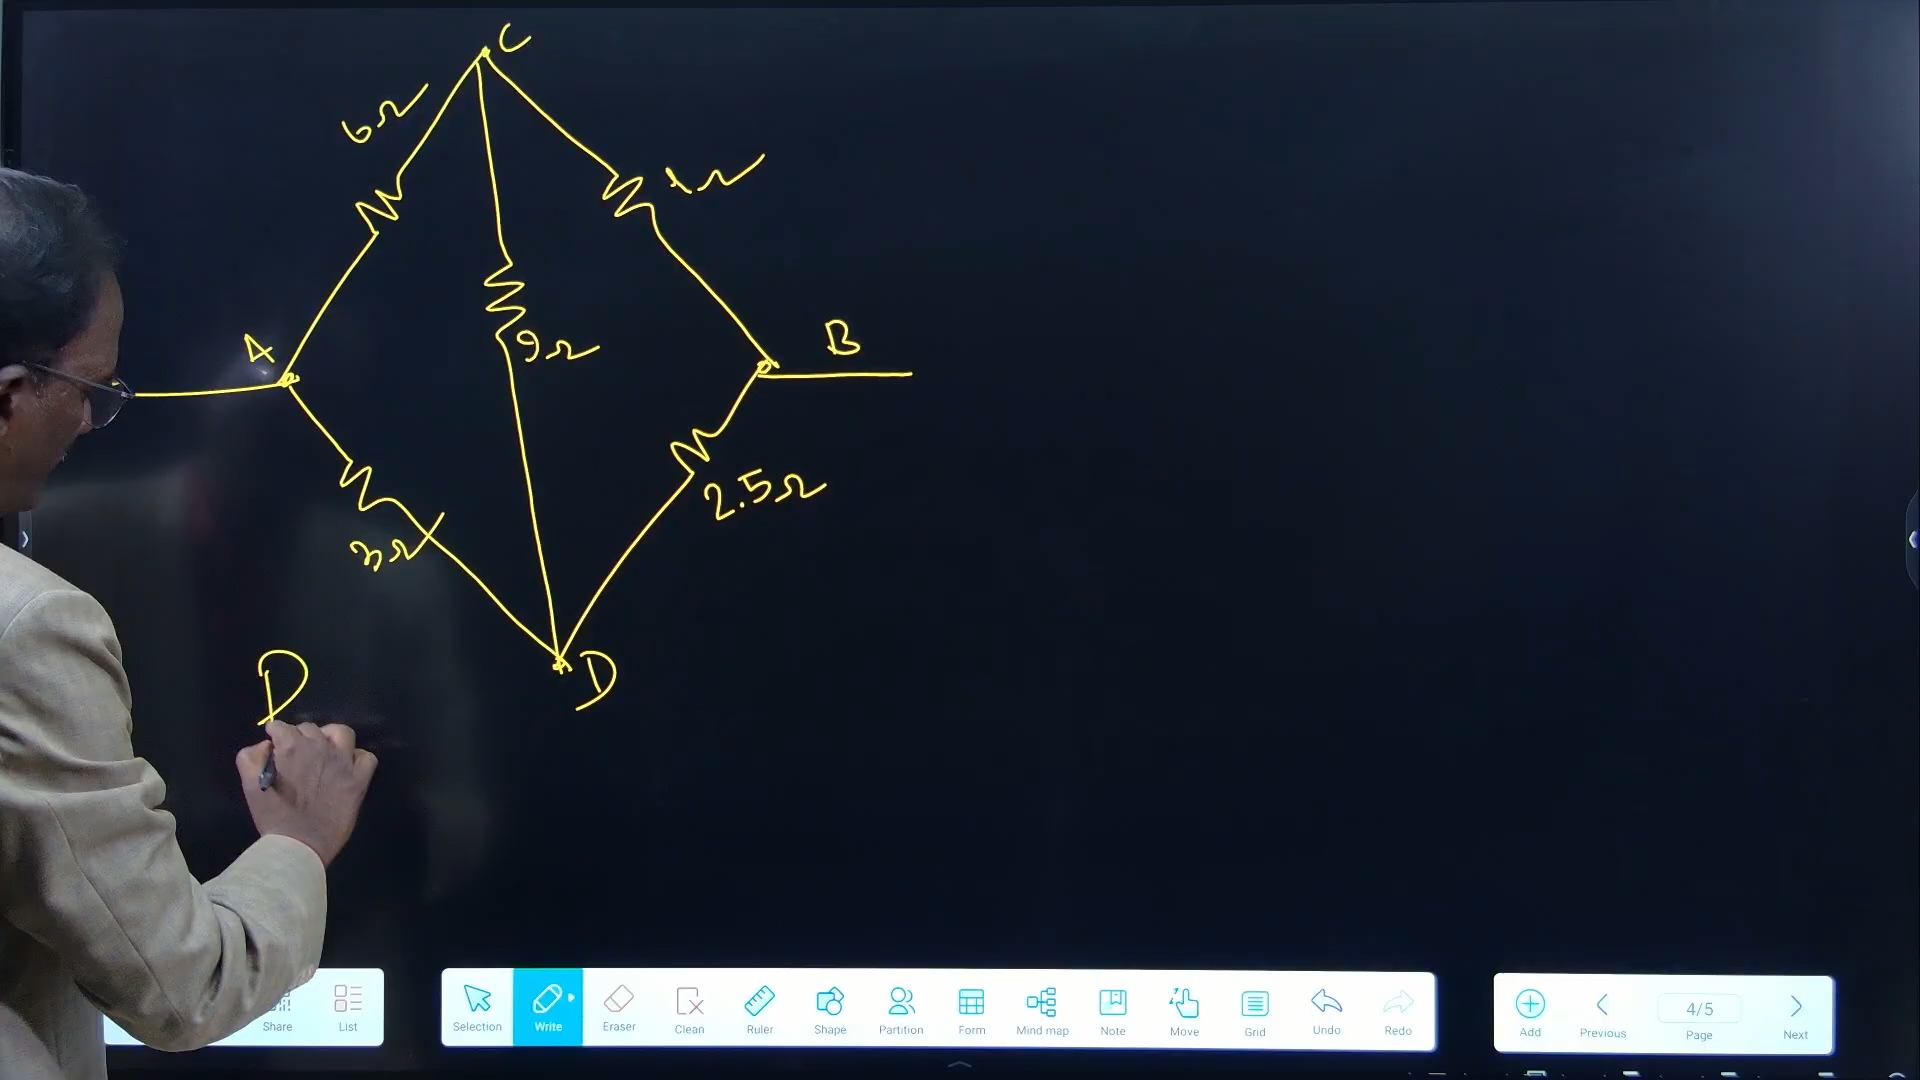 C
6Ω
1Ω
9Ω
A
B
3Ω
2.5Ω
D
D
Share
List
Selection
Write
Eraser
Clean
Ruler
Shape
Partition
Form
Mind map
Note
Move
Grid
Undo
Redo
Add
Previous
4/5
Page
Next